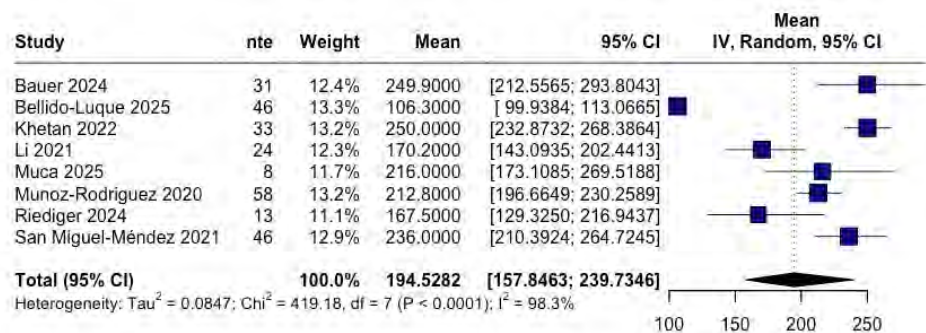 Mean
Study nte Weight Mean 95% CI IV, Random, 95% CI
Bauer 2024 31 12.4% 249.9000 [212.5565; 293.8043]
Bellido-Luque 2025 46 13.3% 106.3000 [ 99.9384; 113.0665]
Khetan 2022 33 13.2% 250.0000 [232.8732; 268.3864]
Li 2021 24 12.3% 170.2000 [143.0935; 202.4413]
Muca 2025 8 11.7% 216.0000 [173.1085; 269.5188]
Munoz-Rodriguez 2020 58 13.2% 212.8000 [196.6649; 230.2589]
Riediger 2024 13 11.1% 167.5000 [129.3250; 216.9437]
San Miguel-Méndez 2021 46 12.9% 236.0000 [210.3924; 264.7245]
Total (95% CI) 100.0% 194.5282 [157.8463; 239.7346]
Heterogeneity: Tau² = 0.0847; Chi² = 419.18, df = 7 (P < 0.0001); I² = 98.3%
100 150 200 250